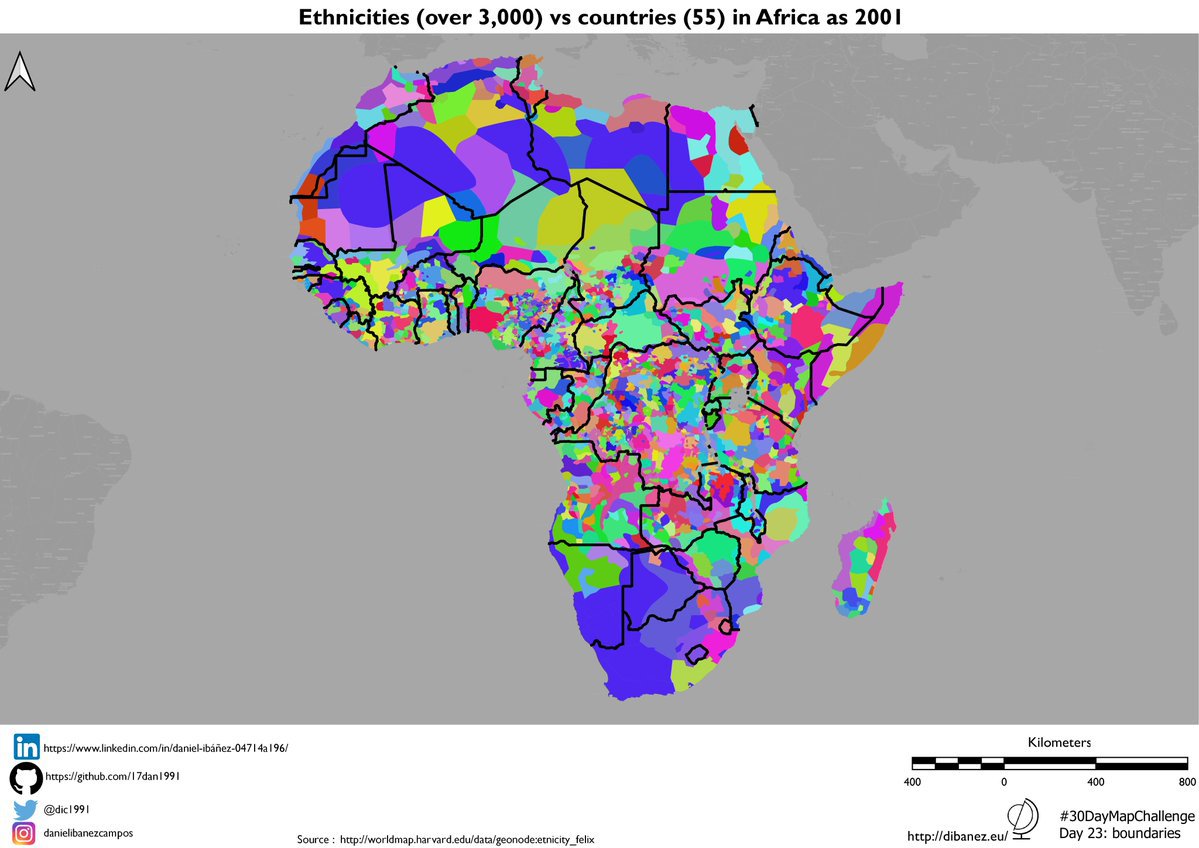 Ethnicities (over 3,000) vs countries (55) in Africa as 2001
in https://www.linkedin.com/in/daniel-ibáñez-04714a196/
https://github.com/17dan1991
@dic1991
danielibanezcampos
Source : http://worldmap.harvard.edu/data/geonode:etnicity_felix
Kilometers
400 0 400 800
http://dibanez.eu/
#30DayMapChallenge
Day 23: boundaries